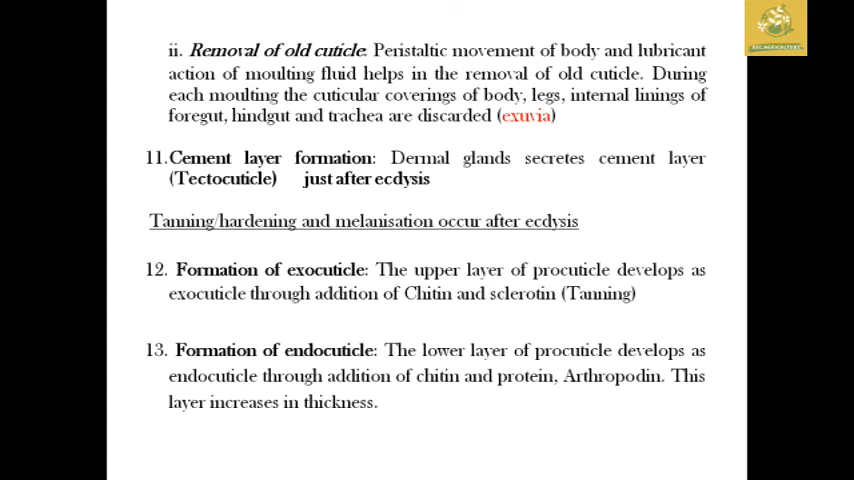 ii. Removal of old cuticle: Peristaltic movement of body and lubricant
action of moulting fluid helps in the removal of old cuticle. During
each moulting the cuticular coverings of body, legs, internal linings of
foregut, hindgut and trachea are discarded (exuvia)
11.Cement layer formation: Dermal glands secretes cement layer
(Tectocuticle) just after ecdysis
Tanning/hardening and melanisation occur after ecdysis
12. Formation of exocuticle: The upper layer of procuticle develops as
exocuticle through addition of Chitin and sclerotin (Tanning)
13. Formation of endocuticle: The lower layer of procuticle develops as
endocuticle through addition of chitin and protein, Arthropodin. This
layer increases in thickness.